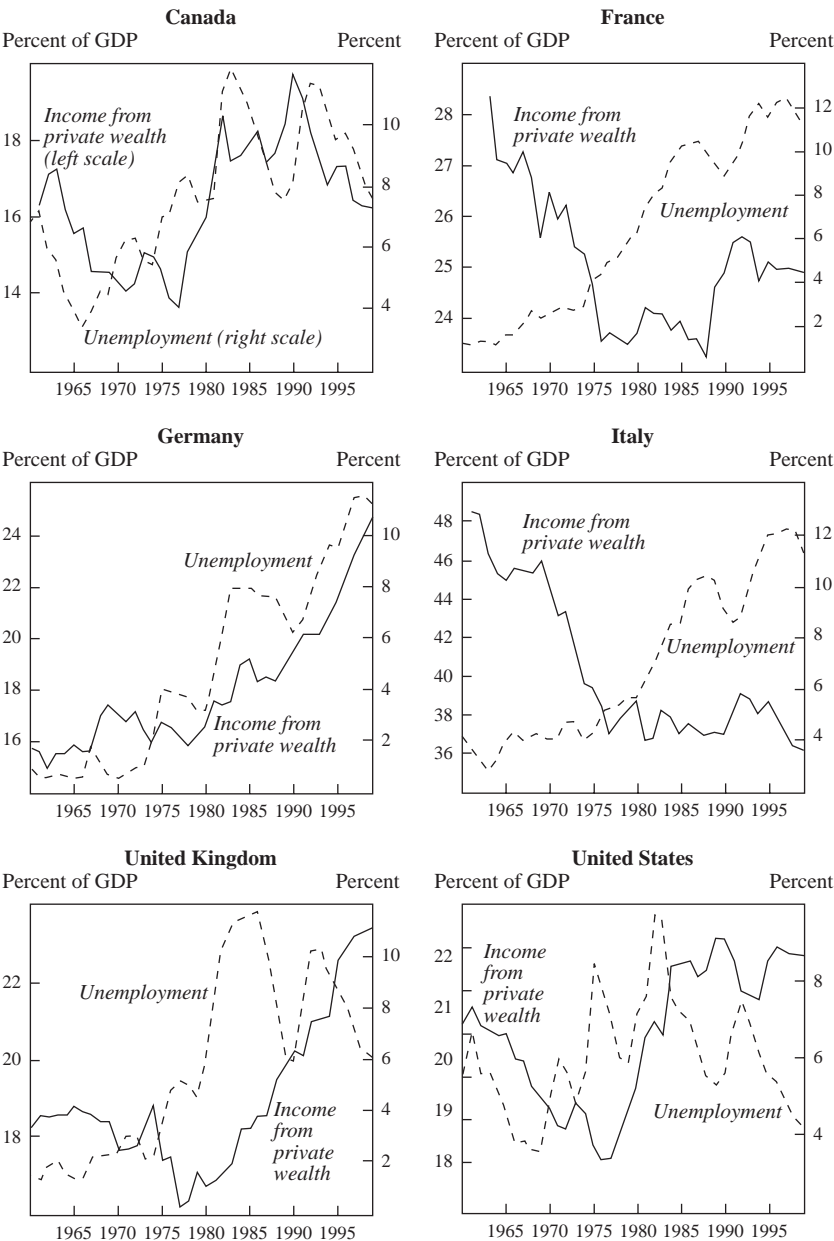 Canada
Percent of GDP Percent
Income from
private wealth
(left scale)
Unemployment (right scale)
18
16
14
10
8
6
4
1965 1970 1975 1980 1985 1990 1995
France
Percent of GDP Percent
Income from
private wealth
Unemployment
28
27
26
25
24
12
10
8
6
4
2
1965 1970 1975 1980 1985 1990 1995
Germany
Percent of GDP Percent
Unemployment
Income from
private wealth
24
22
20
18
16
10
8
6
4
2
1965 1970 1975 1980 1985 1990 1995
Italy
Percent of GDP Percent
Income from
private wealth
Unemployment
48
46
44
42
40
38
36
12
10
8
6
4
1965 1970 1975 1980 1985 1990 1995
United Kingdom
Percent of GDP Percent
Unemployment
Income
from
private
wealth
22
20
18
10
8
6
4
2
1965 1970 1975 1980 1985 1990 1995
United States
Percent of GDP Percent
Income
from
private
wealth
Unemployment
22
21
20
19
18
8
6
4
1965 1970 1975 1980 1985 1990 1995